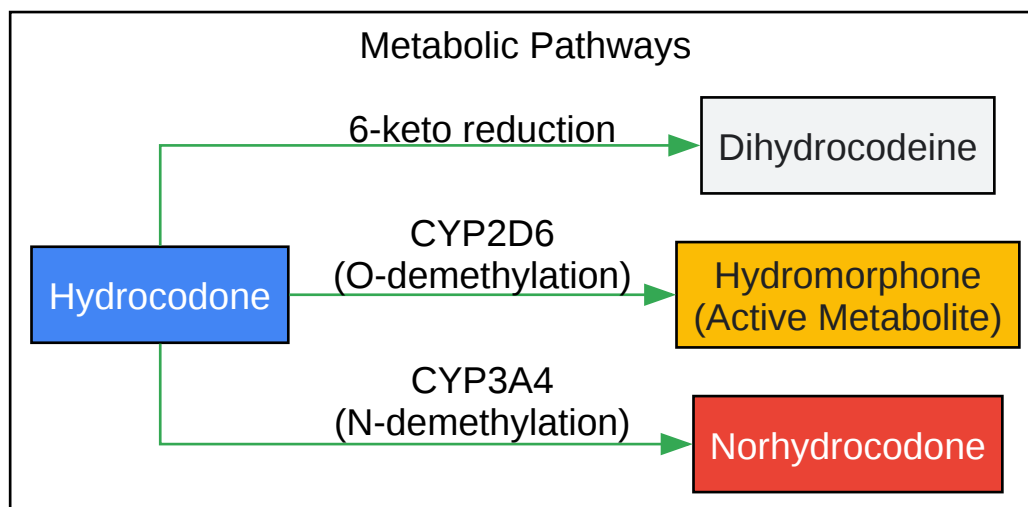 Metabolic Pathways
6-keto reduction
Dihydrocodeine
CYP2D6
(O-demethylation)
Hydrocodone
Hydromorphone
(Active Metabolite)
CYP3A4
(N-demethylation)
Norhydrocodone